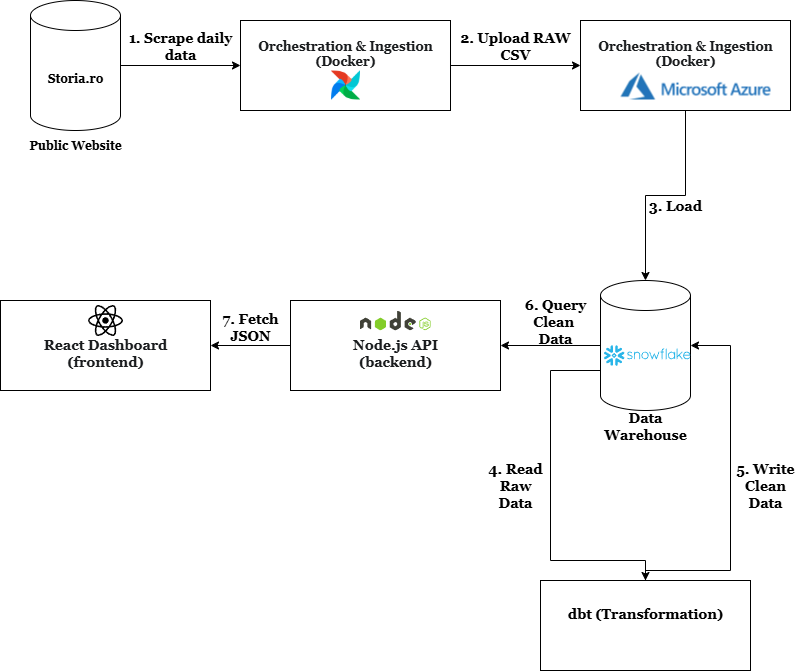 Storia.ro
Public Website
1. Scrape daily
data
Orchestration & Ingestion
(Docker)
2. Upload RAW
CSV
Orchestration & Ingestion
(Docker)
Microsoft Azure
3. Load
React Dashboard
(frontend)
7. Fetch
JSON
node
JS
Node.js API
(backend)
6. Query
Clean
Data
snowflake
Data
Warehouse
4. Read
Raw
Data
5. Write
Clean
Data
dbt (Transformation)